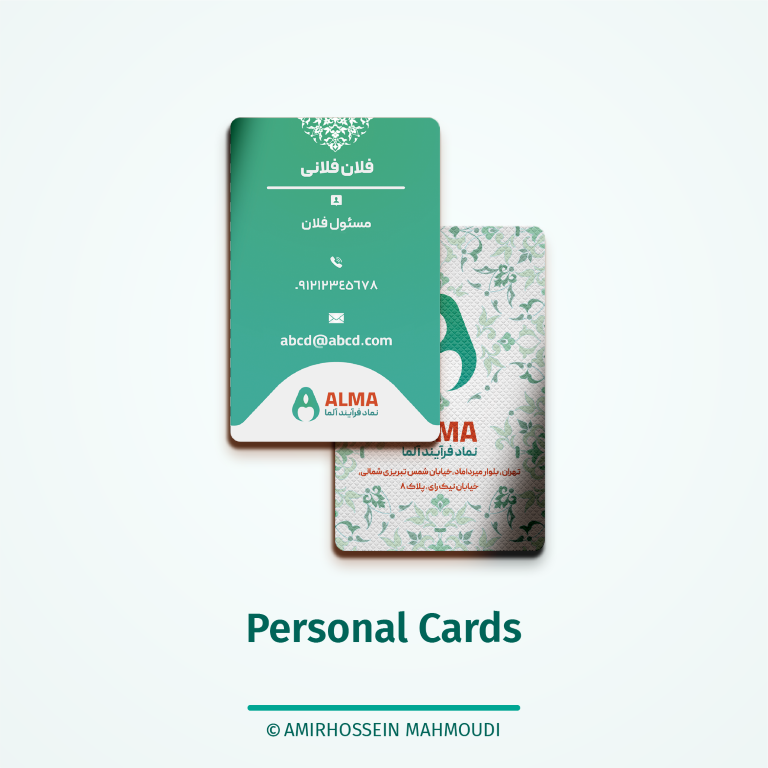 فلان فلانی
مسئول فلان
۰۹۱۲۱۲۳٤۵٦۷۸
abcd@abcd.com
ALMA
نماد فرآیند آلما
MA
نماد فرآیند آلما
تهران، بلوار میرداماد، خیابان شمس تبریزی شمالی،
خیابان نیک رای، پلاک ۸
Personal Cards
© AMIRHOSSEIN MAHMOUDI